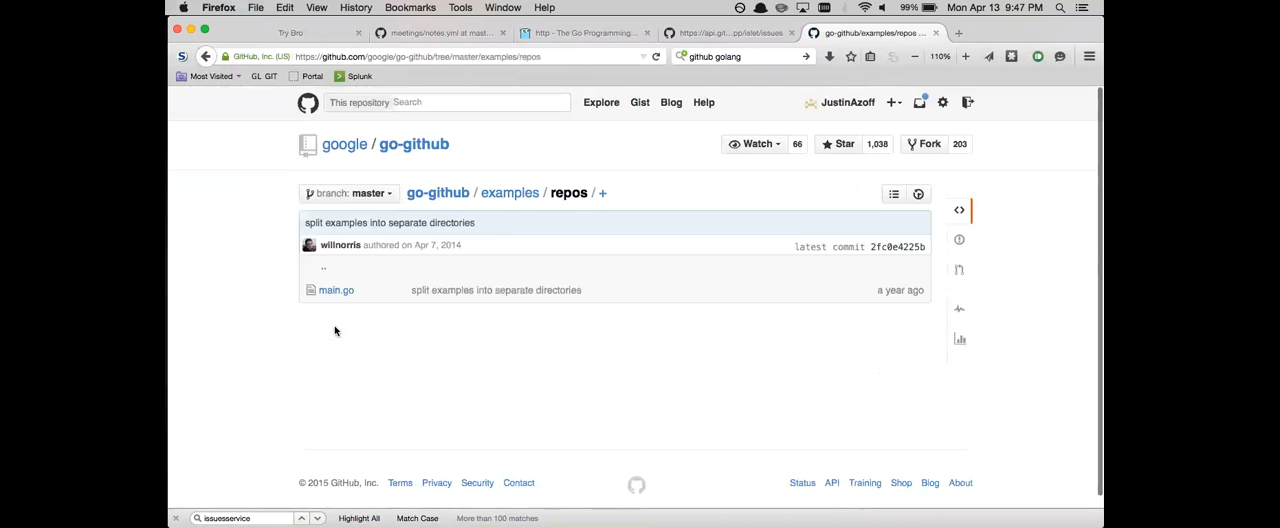 Firefox File Edit View History Bookmarks Tools Window Help 99% Mon Apr 13 9:47 PM
Try Bro × meetings/notes.yml at mast... × http - The Go Programming... × https://api.git...pp/islet/issues × go-github/examples/repos ... × +
S GitHub, Inc. (US) https://github.com/google/go-github/tree/master/examples/repos github golang 110%
Most Visited GL GIT Portal Splunk
This repository Search Explore Gist Blog Help JustinAzoff +
google / go-github Watch 66 Star 1,038 Fork 203
branch: master go-github / examples / repos / +
split examples into separate directories
willnorris authored on Apr 7, 2014 latest commit 2fc0e4225b
..
main.go split examples into separate directories a year ago
© 2015 GitHub, Inc. Terms Privacy Security Contact Status API Training Shop Blog About
× issuesservice Highlight All Match Case More than 100 matches